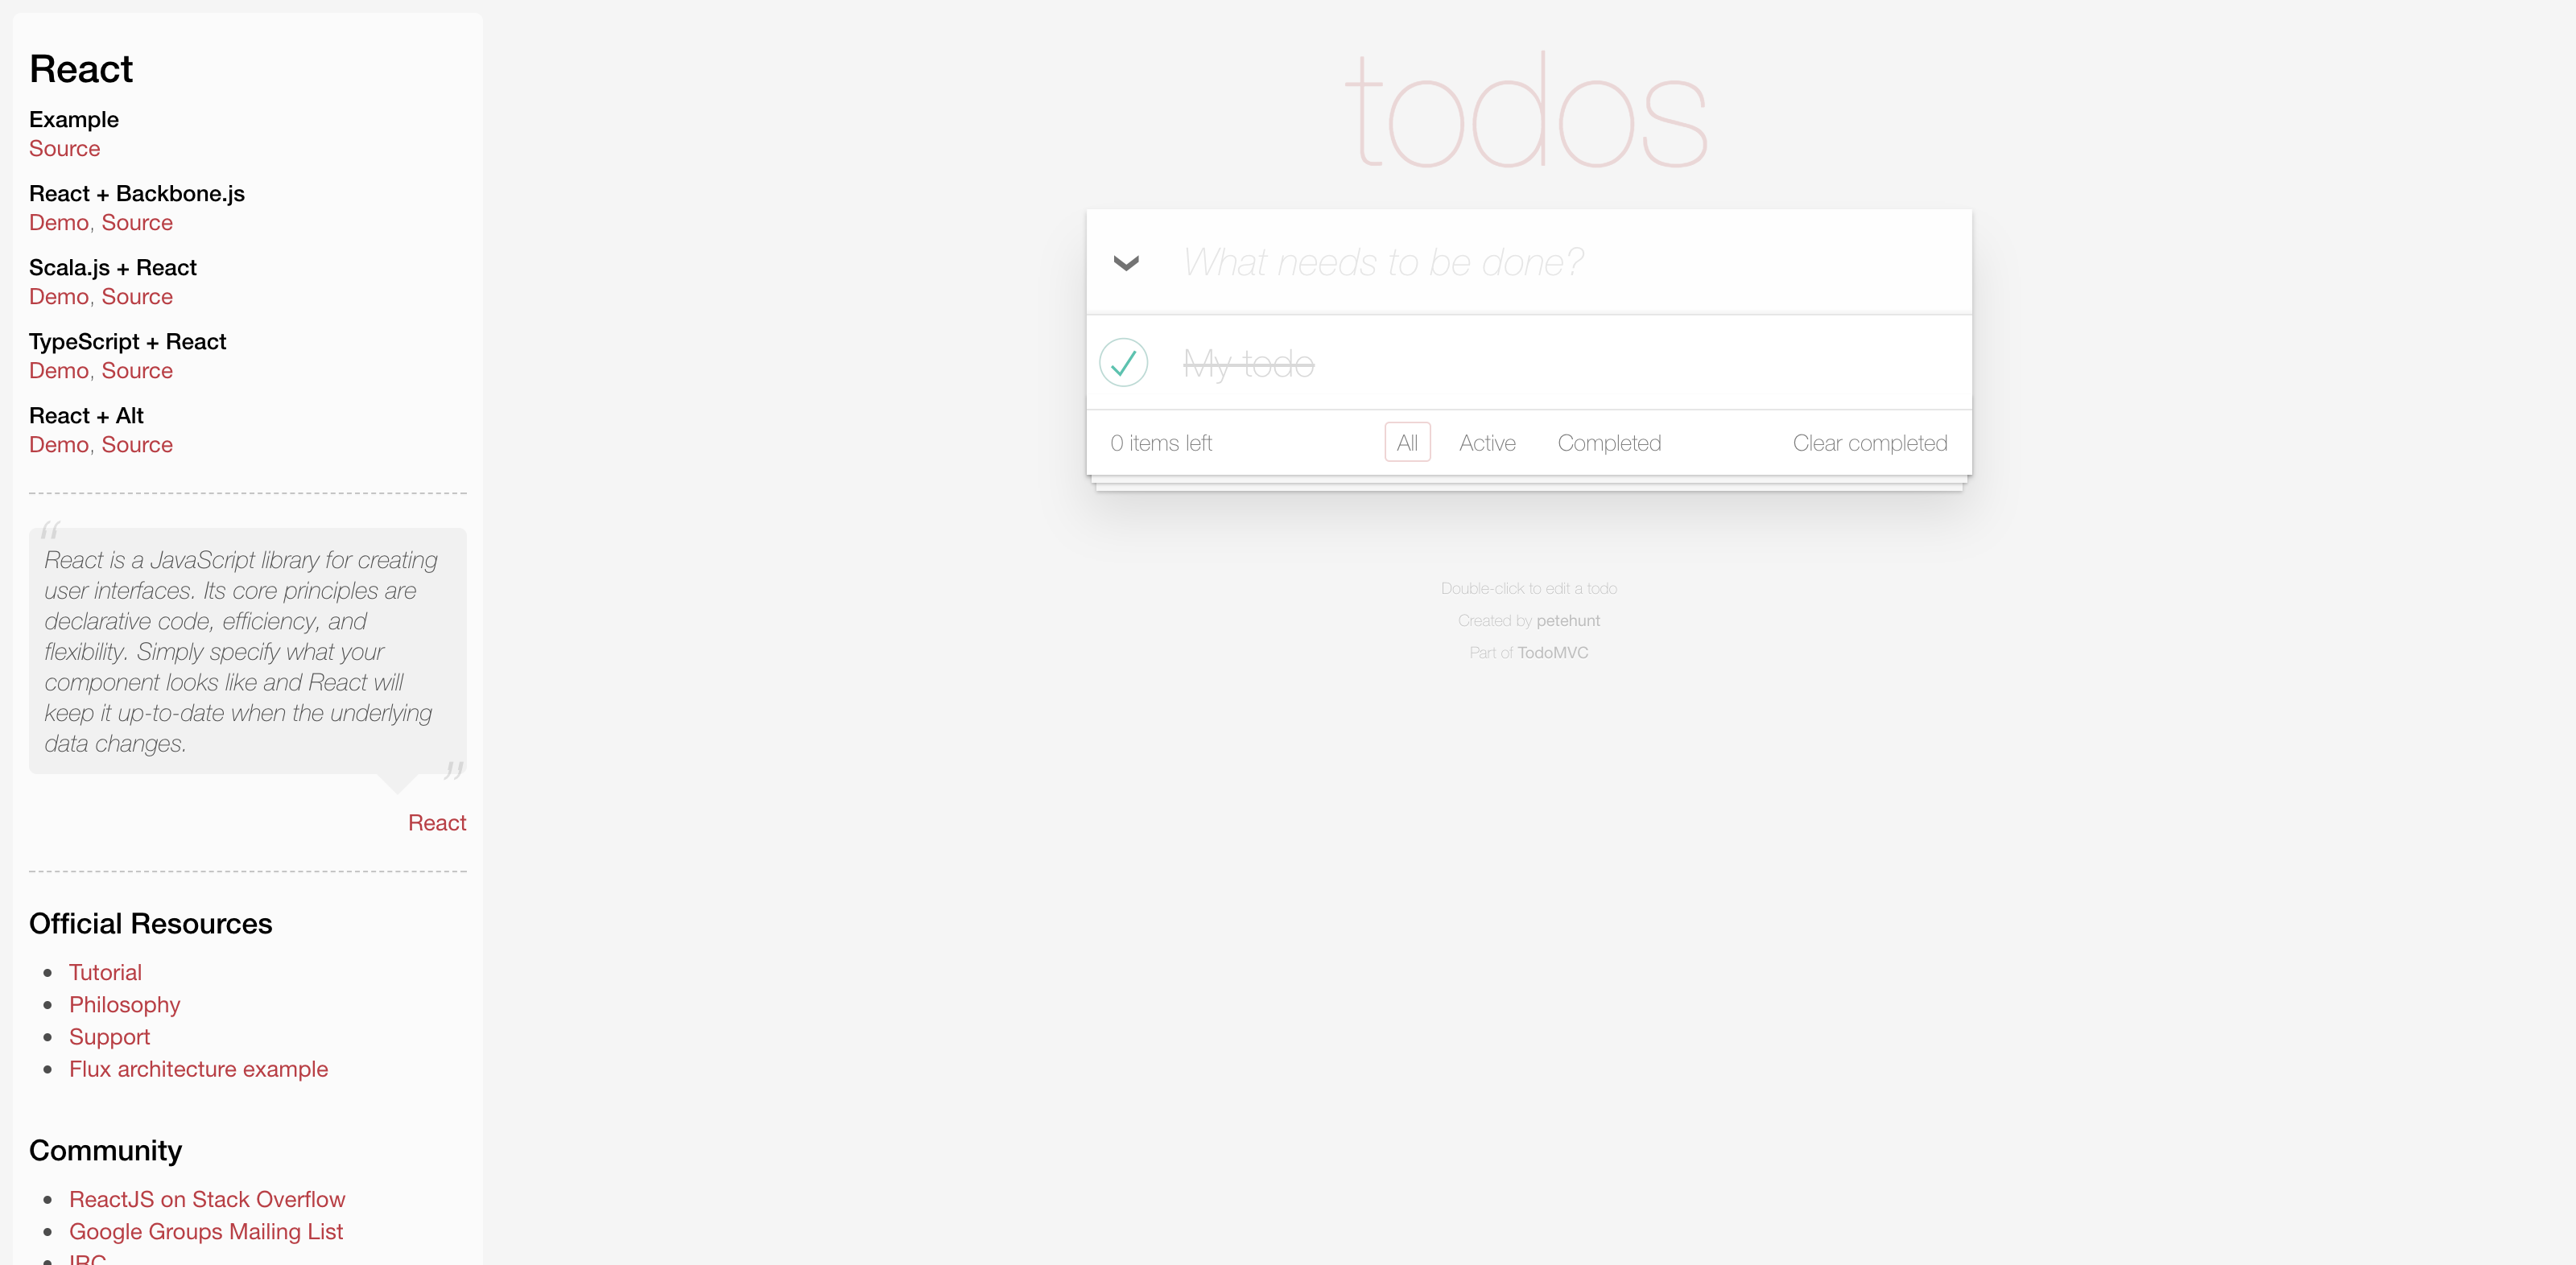 React
Example
Source
React + Backbone.js
Demo, Source
Scala.js + React
Demo, Source
TypeScript + React
Demo, Source
React + Alt
Demo, Source
“
React is a JavaScript library for creating
user interfaces. Its core principles are
declarative code, efficiency, and
flexibility. Simply specify what your
component looks like and React will
keep it up-to-date when the underlying
data changes.
”
React
Official Resources
Tutorial
Philosophy
Support
Flux architecture example
Community
ReactJS on Stack Overflow
Google Groups Mailing List
IRC
todos
What needs to be done?
My todo
0 items left All Active Completed Clear completed
Double-click to edit a todo
Created by petehunt
Part of TodoMVC